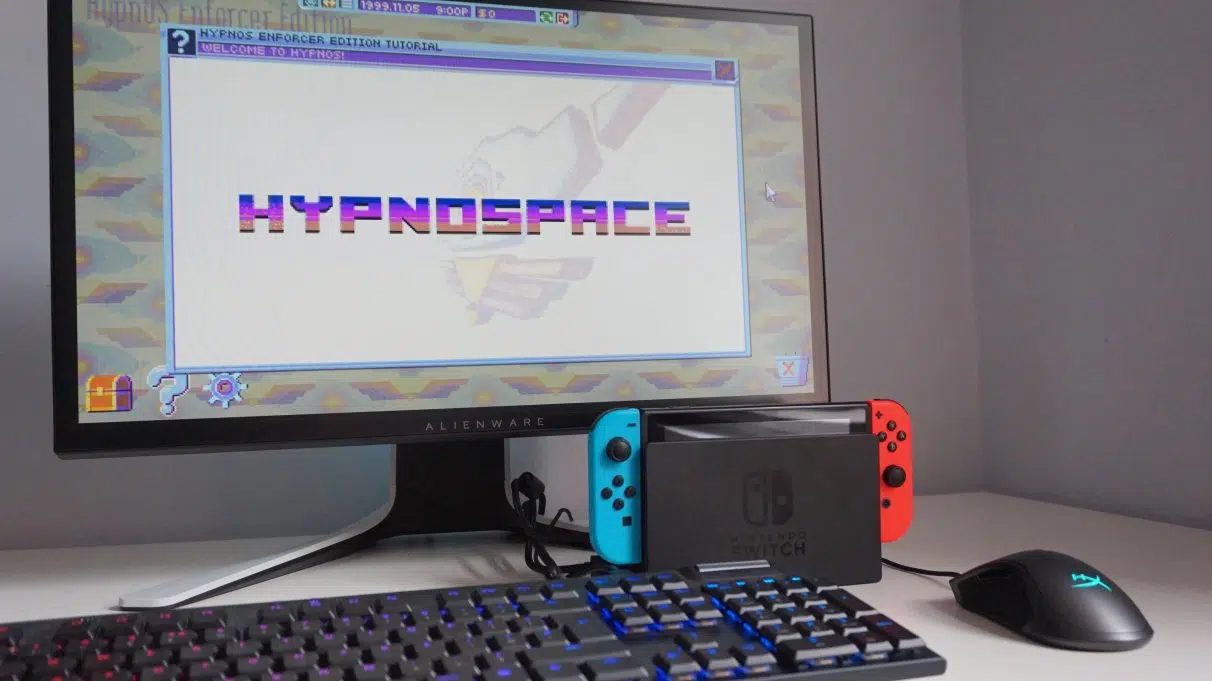 HypnOS Enforcer Edition
1999.11.05 9:00P $0
HYPNOS ENFORCER EDITION TUTORIAL
WELCOME TO HYPNOS!
HYPNOSPACE
ALIENWARE
NINTENDO
SWITCH